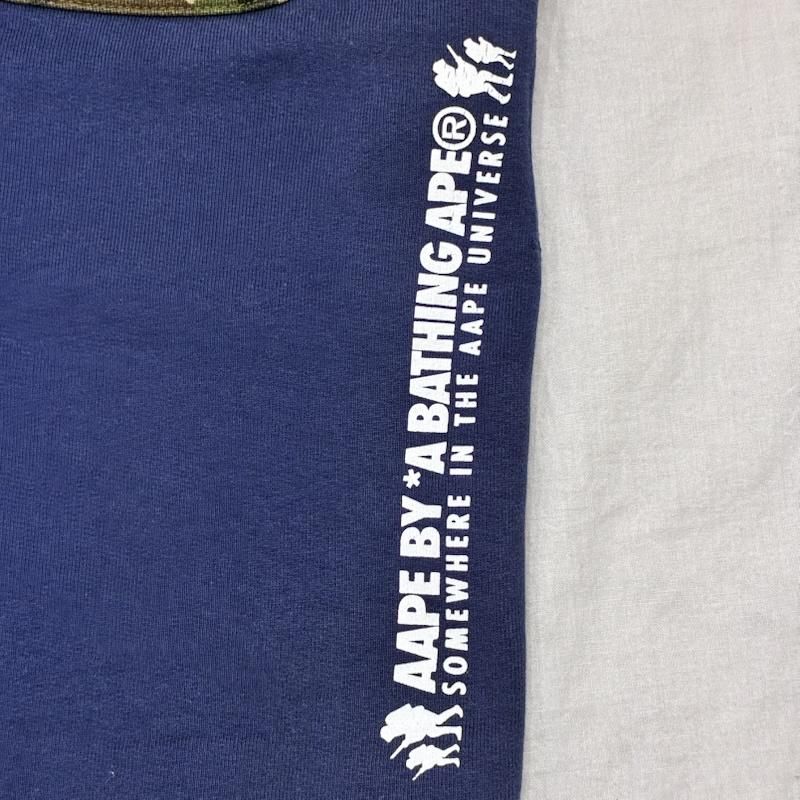 AAPE BY *A BATHING APE®
SOMEWHERE IN THE AAPE UNIVERSE